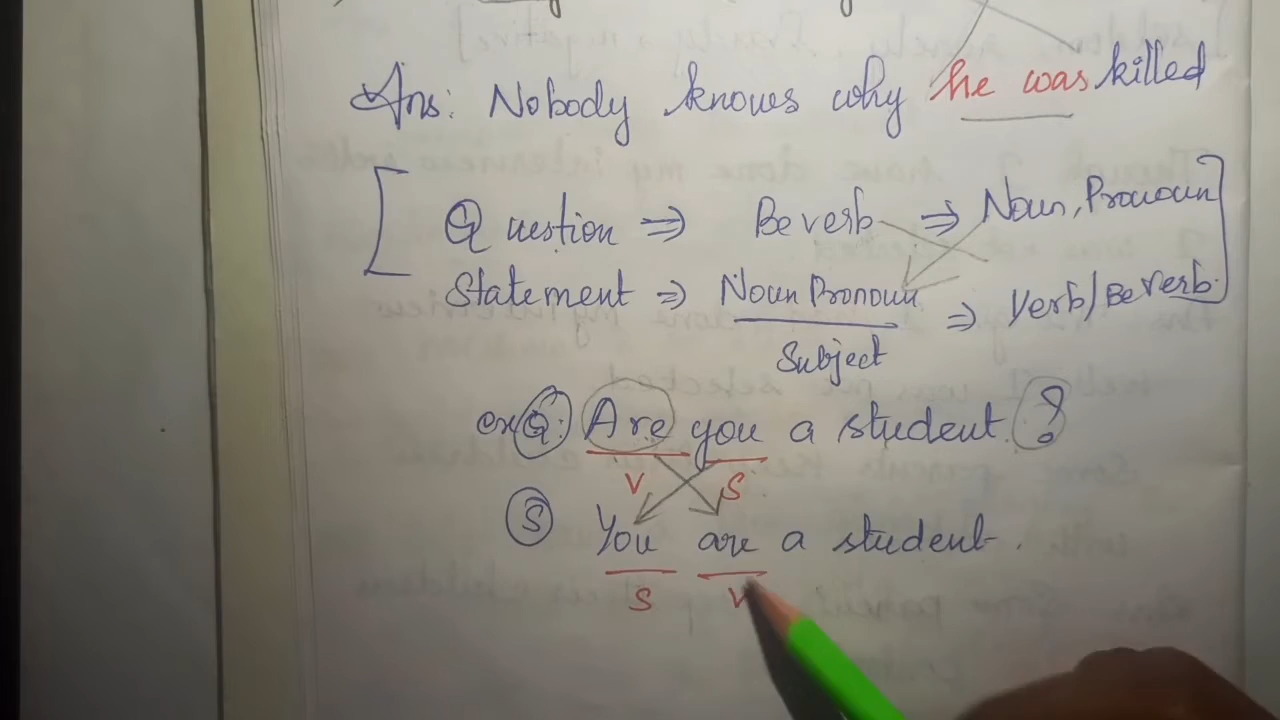 Ans: Nobody knows why he was killed
[ Question ⇒ Be verb ⇒ Noun, Pronoun
Statement ⇒ Noun Pronoun ⇒ Verb/Be verb. ]
Subject
ex Q: Are you a student ?
V S
S You are a student.
S V